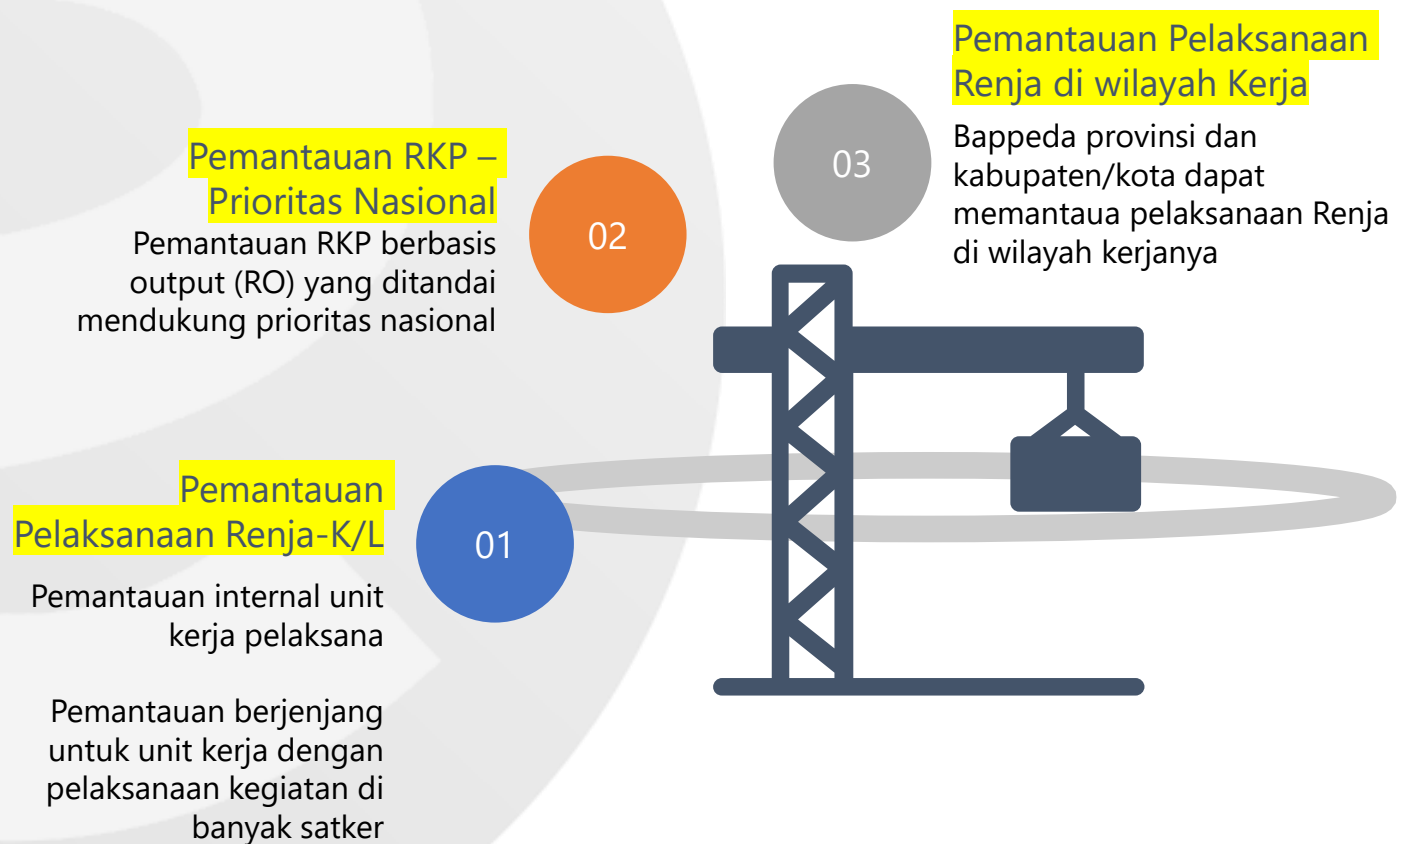 01
Pemantauan
Pelaksanaan Renja-K/L
Pemantauan internal unit
kerja pelaksana
Pemantauan berjenjang
untuk unit kerja dengan
pelaksanaan kegiatan di
banyak satker
02
Pemantauan RKP –
Prioritas Nasional
Pemantauan RKP berbasis
output (RO) yang ditandai
mendukung prioritas nasional
03
Pemantauan Pelaksanaan
Renja di wilayah Kerja
Bappeda provinsi dan
kabupaten/kota dapat
memantaua pelaksanaan Renja
di wilayah kerjanya